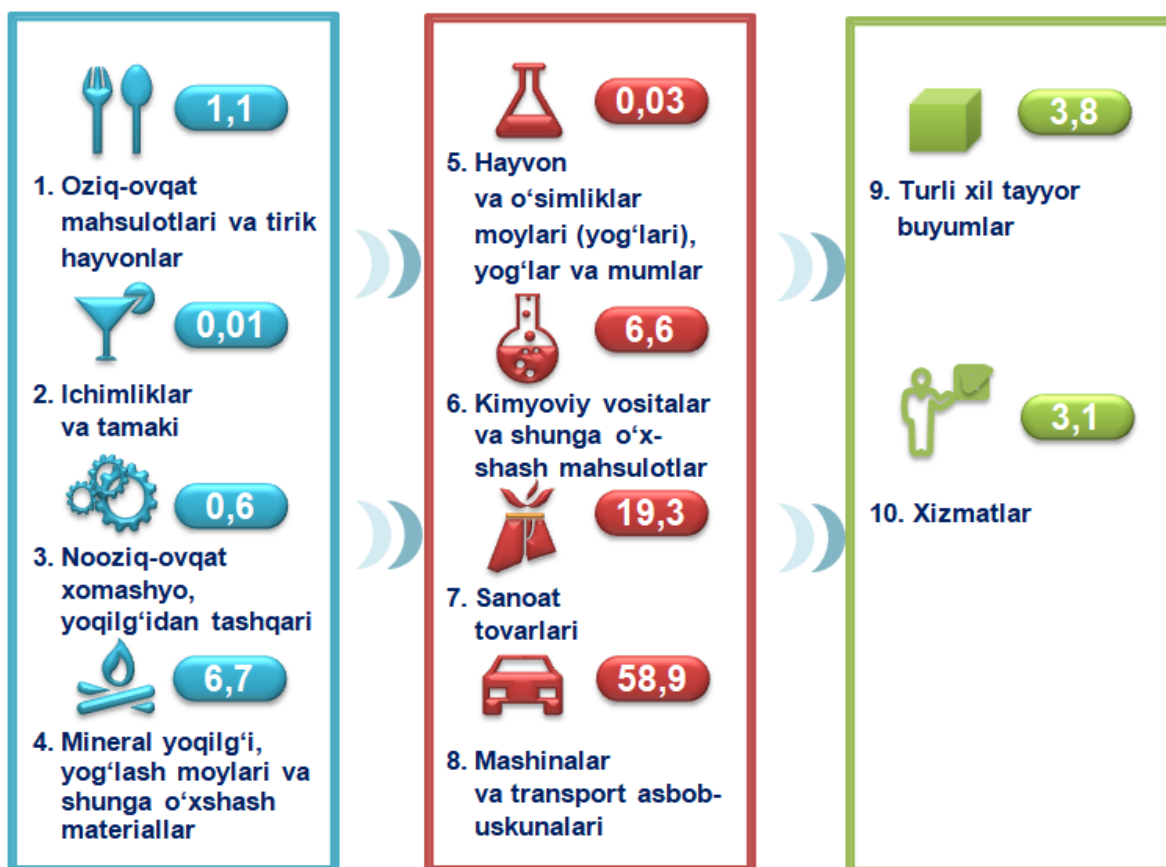 1,1
1. Oziq-ovqat
mahsulotlari va tirik
hayvonlar
0,01
2. Ichimliklar
va tamaki
0,6
3. Nooziq-ovqat
xomashyo,
yoqilg‘idan tashqari
6,7
4. Mineral yoqilg‘i,
yog‘lash moylari va
shunga o‘xshash
materiallar
0,03
5. Hayvon
va o‘simliklar
moylari (yog‘lari),
yog‘lar va mumlar
6,6
6. Kimyoviy vositalar
va shunga o‘x-
shash mahsulotlar
19,3
7. Sanoat
tovarlari
58,9
8. Mashinalar
va transport asbob-
uskunalari
3,8
9. Turli xil tayyor
buyumlar
3,1
10. Xizmatlar